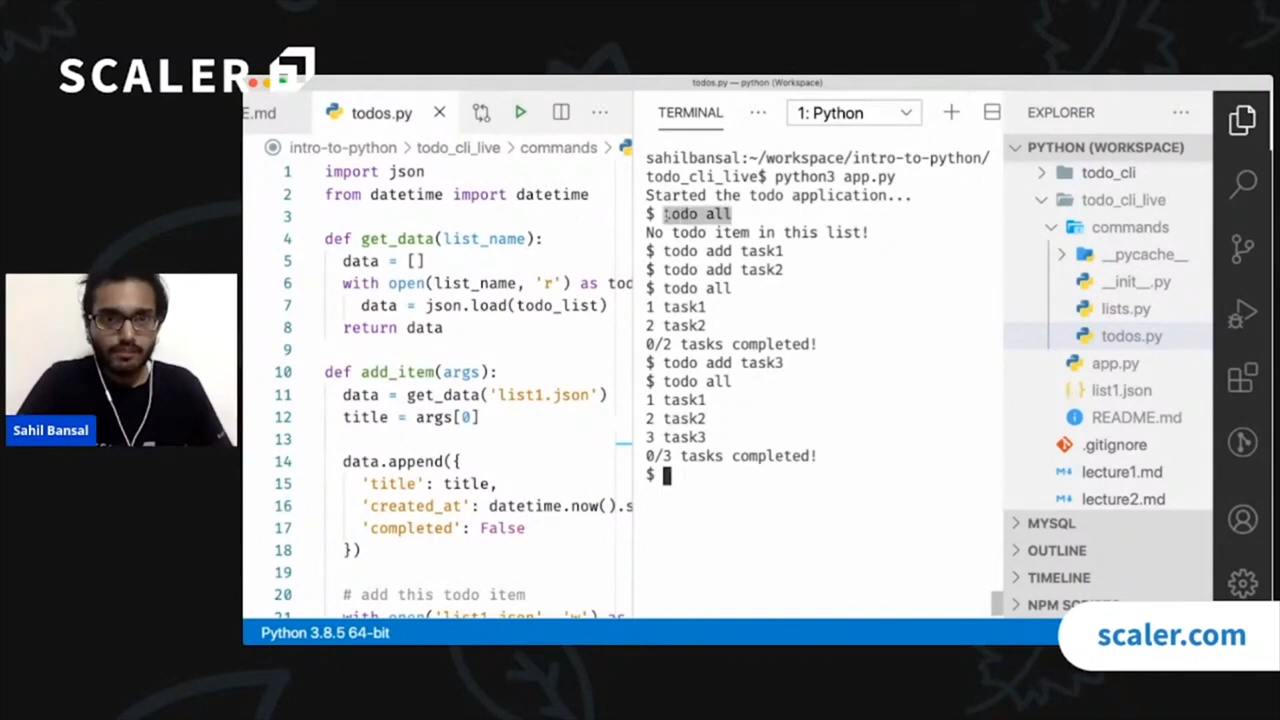 SCALER
todos.py — python (Workspace)
E.md
todos.py
TERMINAL
1: Python
EXPLORER
intro-to-python > todo_cli_live > commands >
1 import json
2 from datetime import datetime
3
4 def get_data(list_name):
5 data = []
6 with open(list_name, 'r') as tod
7 data = json.load(todo_list)
8 return data
9
10 def add_item(args):
11 data = get_data('list1.json')
12 title = args[0]
13
14 data.append({
15 'title': title,
16 'created_at': datetime.now().s
17 'completed': False
18 })
19
20 # add this todo item
21 with open('list1.json', 'w') as
sahilbansal:~/workspace/intro-to-python/
todo_cli_live$ python3 app.py
Started the todo application...
$ todo all
No todo item in this list!
$ todo add task1
$ todo add task2
$ todo all
1 task1
2 task2
0/2 tasks completed!
$ todo add task3
$ todo all
1 task1
2 task2
3 task3
0/3 tasks completed!
$
PYTHON (WORKSPACE)
todo_cli
todo_cli_live
commands
__pycache__
__init__.py
lists.py
todos.py
app.py
list1.json
README.md
.gitignore
lecture1.md
lecture2.md
MYSQL
OUTLINE
TIMELINE
NPM
Sahil Bansal
Python 3.8.5 64-bit
scaler.com